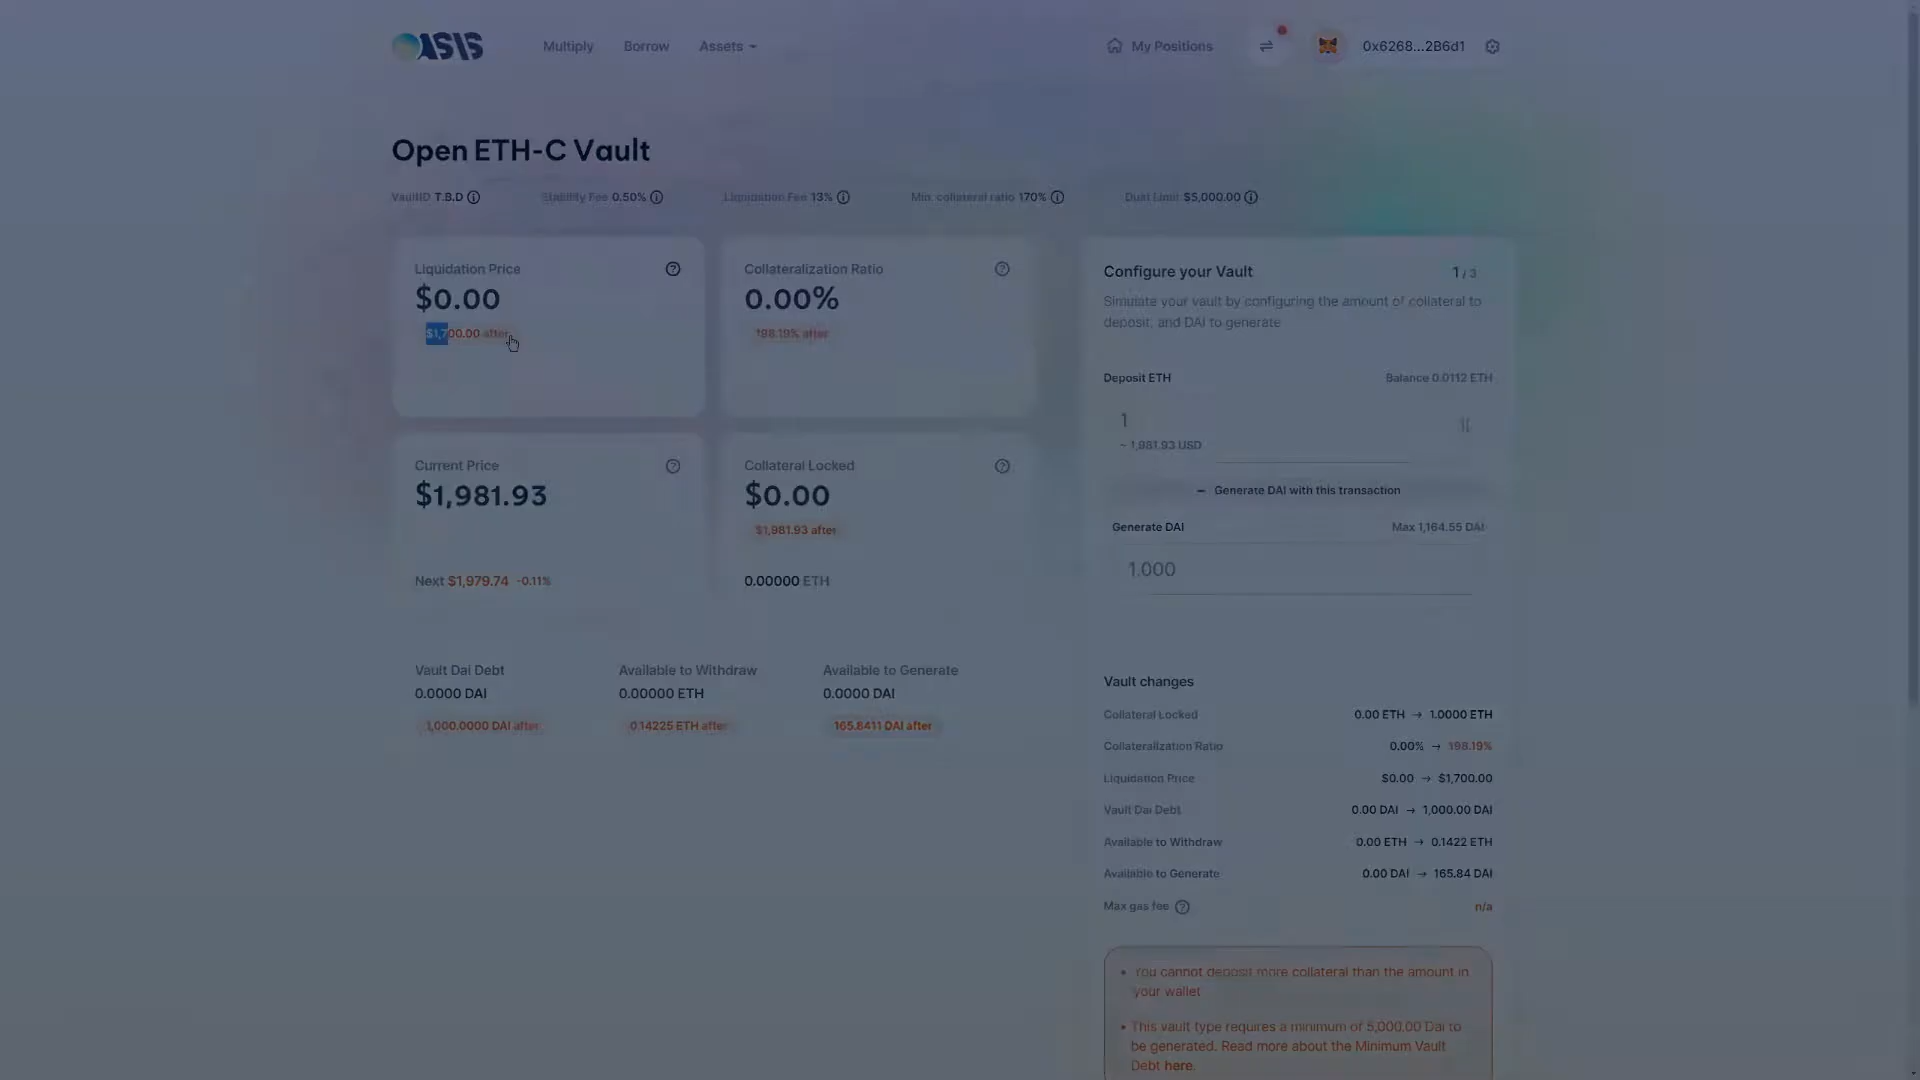 OASIS
Multiply
Borrow
Assets
My Positions
0x6268...2B6d1
Open ETH-C Vault
VaultID T.B.D
Stability Fee 0.50%
Liquidation Fee 13%
Min. collateral ratio 170%
Dust Limit $5,000.00
Liquidation Price
$0.00
$1,700.00 after
Collateralization Ratio
0.00%
198.19% after
Current Price
$1,981.93
Next $1,979.74 -0.11%
Collateral Locked
$0.00
$1,981.93 after
0.00000 ETH
Vault Dai Debt
0.0000 DAI
1,000.0000 DAI after
Available to Withdraw
0.00000 ETH
0.14225 ETH after
Available to Generate
0.0000 DAI
165.8411 DAI after
Configure your Vault
1 / 3
Simulate your vault by configuring the amount of collateral to
deposit, and DAI to generate
Deposit ETH
Balance 0.0112 ETH
1
~ 1,981.93 USD
− Generate DAI with this transaction
Generate DAI
Max 1,164.55 DAI
1.000
Vault changes
Collateral Locked
0.00 ETH → 1.0000 ETH
Collateralization Ratio
0.00% → 198.19%
Liquidation Price
$0.00 → $1,700.00
Vault Dai Debt
0.00 DAI → 1,000.00 DAI
Available to Withdraw
0.00 ETH → 0.1422 ETH
Available to Generate
0.00 DAI → 165.84 DAI
Max gas fee
n/a
• You cannot deposit more collateral than the amount in
your wallet
• This vault type requires a minimum of 5,000.00 Dai to
be generated. Read more about the Minimum Vault
Debt here.